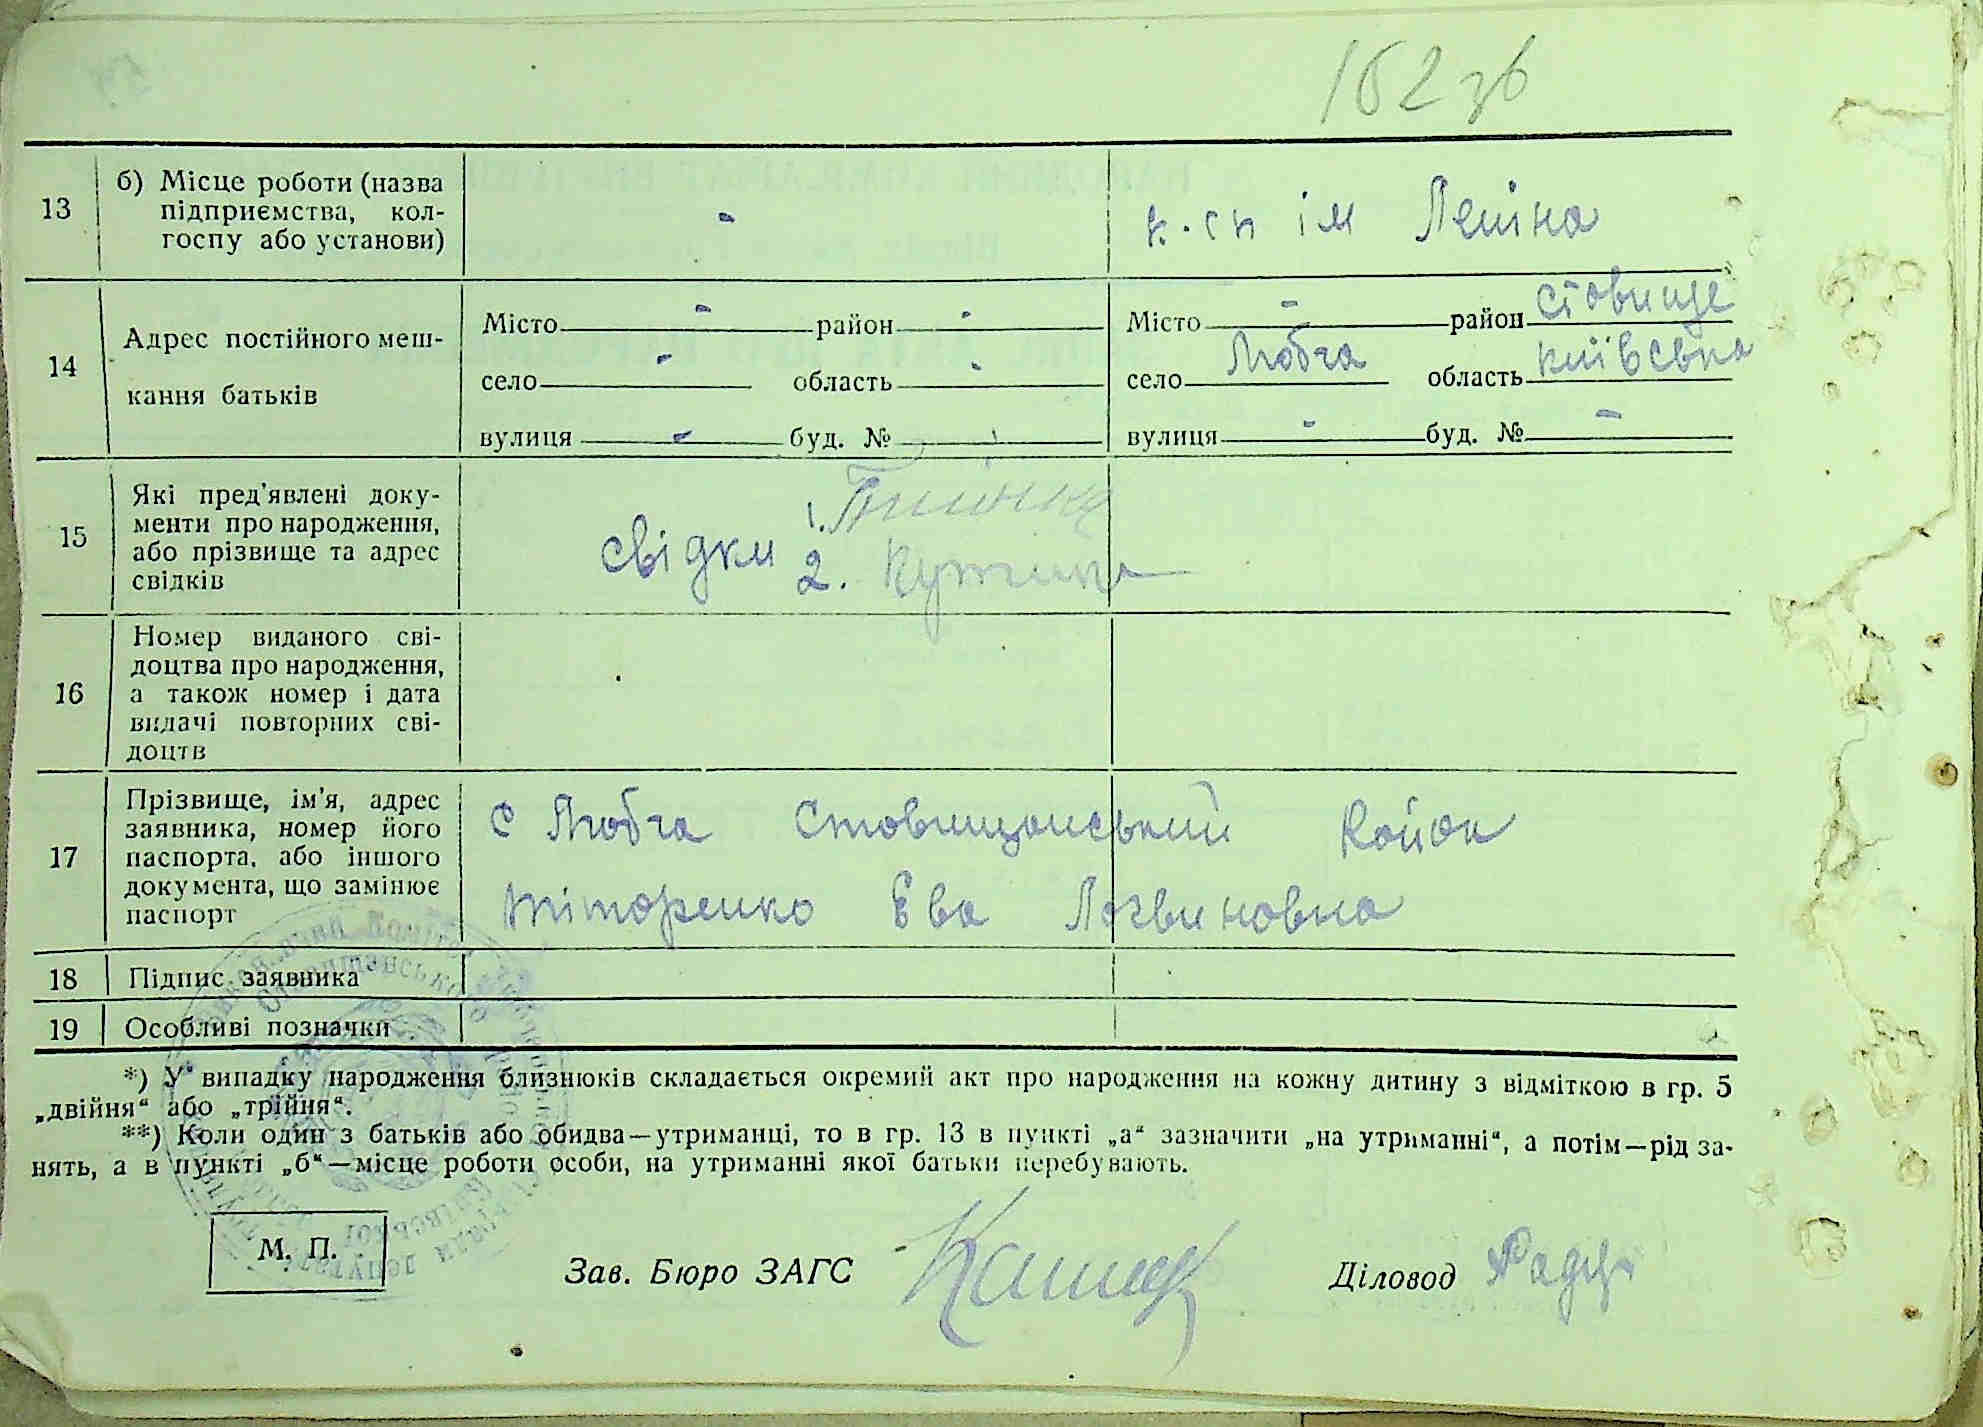 162 зв
13
б) Місце роботи (назва
підприємства, кол-
госпу або установи)
-
к-сп ім Леніна
14
Адрес постійного меш-
кання батьків
Місто - район -
село - область -
вулиця - буд. № -
Місто - район Ставище
село Любча область Київська
вулиця - буд. № -
15
Які пред'явлені доку-
менти про народження,
або прізвище та адрес
свідків
свідки 1.
2.
16
Номер виданого сві-
доцтва про народження,
а також номер і дата
видачі повторних сві-
доцтв
17
Прізвище, ім'я, адрес
заявника, номер його
паспорта, або іншого
документа, що замінює
паспорт
с Любча Ставищанський Район
Тіторенко Ева Логвиновна
18 Підпис заявника
19 Особливі позначки
*) У випадку народження близнюків складається окремий акт про народження на кожну дитину з відміткою в гр. 5
„двійня“ або „трійня“.
**) Коли один з батьків або обидва—утриманці, то в гр. 13 в пункті „а“ зазначити „на утриманні“, а потім—рід за-
нять, а в пункті „б“—місце роботи особи, на утриманні якої батьки перебувають.
М. П.
Зав. Бюро ЗАГС
Діловод